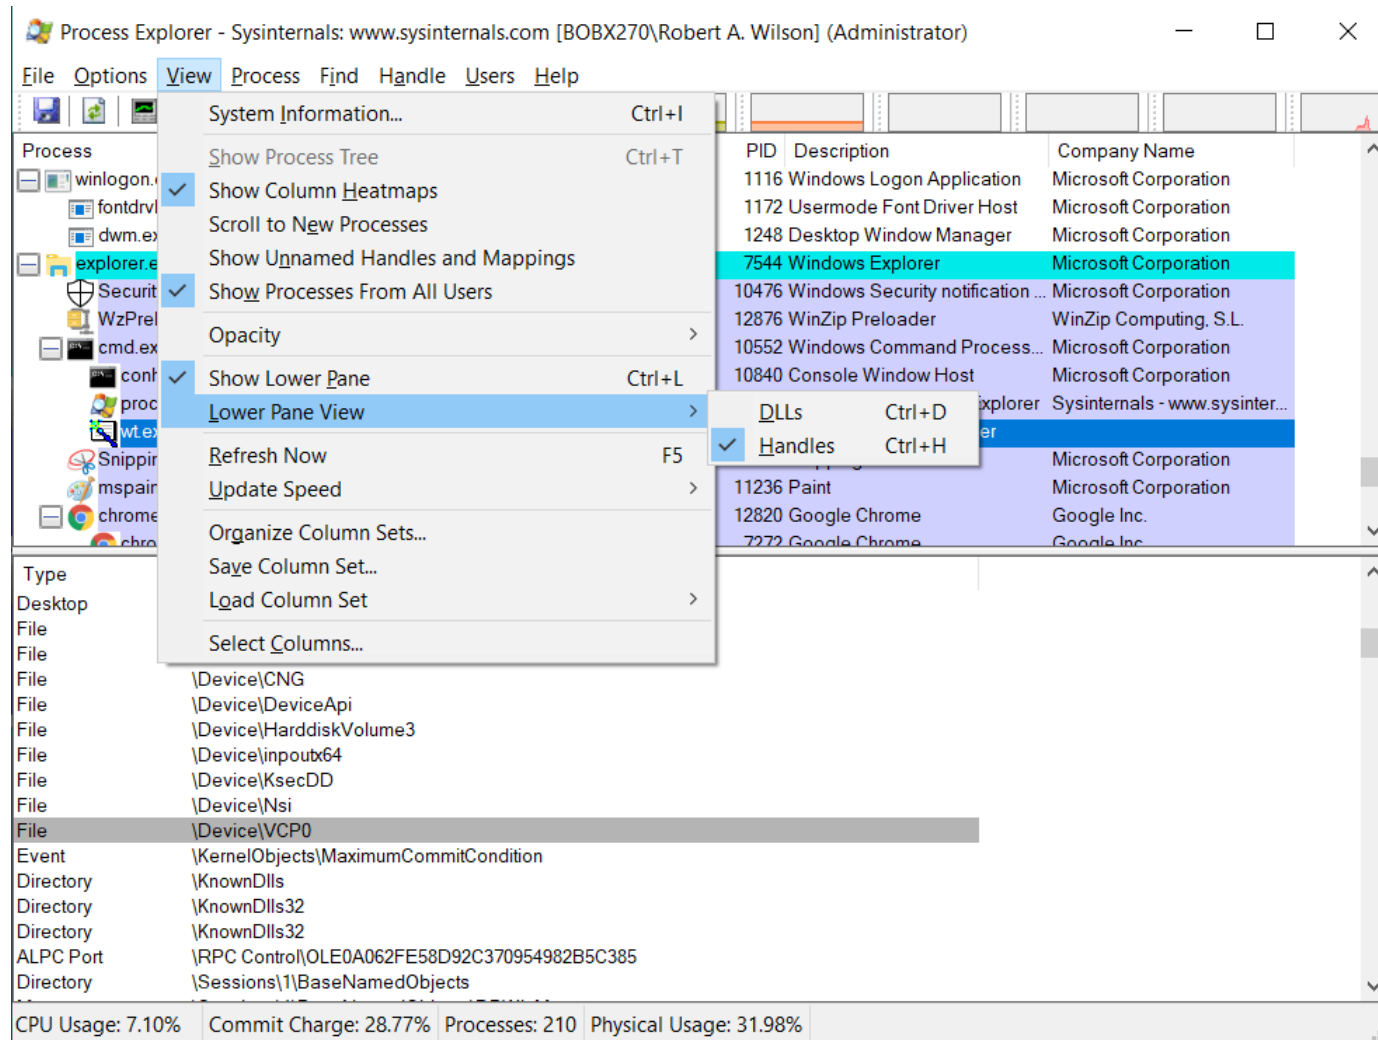 Process Explorer - Sysinternals: www.sysinternals.com [BOBX270\Robert A. Wilson] (Administrator)
File Options View Process Find Handle Users Help
System Information... Ctrl+I
Show Process Tree Ctrl+T
Show Column Heatmaps
Scroll to New Processes
Show Unnamed Handles and Mappings
Show Processes From All Users
Opacity
Show Lower Pane Ctrl+L
Lower Pane View
Refresh Now F5
Update Speed
Organize Column Sets...
Save Column Set...
Load Column Set
Select Columns...
DLLs Ctrl+D
Handles Ctrl+H
Process PID Description Company Name
winlogon. 1116 Windows Logon Application Microsoft Corporation
fontdrvl 1172 Usermode Font Driver Host Microsoft Corporation
dwm.ex 1248 Desktop Window Manager Microsoft Corporation
explorer.e 7544 Windows Explorer Microsoft Corporation
Securit 10476 Windows Security notification ... Microsoft Corporation
WzPrel 12876 WinZip Preloader WinZip Computing, S.L.
cmd.ex 10552 Windows Command Process... Microsoft Corporation
conh 10840 Console Window Host Microsoft Corporation
proc xplorer Sysinternals - www.sysinter...
wt.ex er
Snippin Microsoft Corporation
mspain 11236 Paint Microsoft Corporation
chrome 12820 Google Chrome Google Inc.
chro 7272 Google Chrome Google Inc.
Type
Desktop
File
File
File \Device\CNG
File \Device\DeviceApi
File \Device\HarddiskVolume3
File \Device\inpoutx64
File \Device\KsecDD
File \Device\Nsi
File \Device\VCP0
Event \KernelObjects\MaximumCommitCondition
Directory \KnownDlls
Directory \KnownDlls32
Directory \KnownDlls32
ALPC Port \RPC Control\OLE0A062FE58D92C370954982B5C385
Directory \Sessions\1\BaseNamedObjects
CPU Usage: 7.10% Commit Charge: 28.77% Processes: 210 Physical Usage: 31.98%